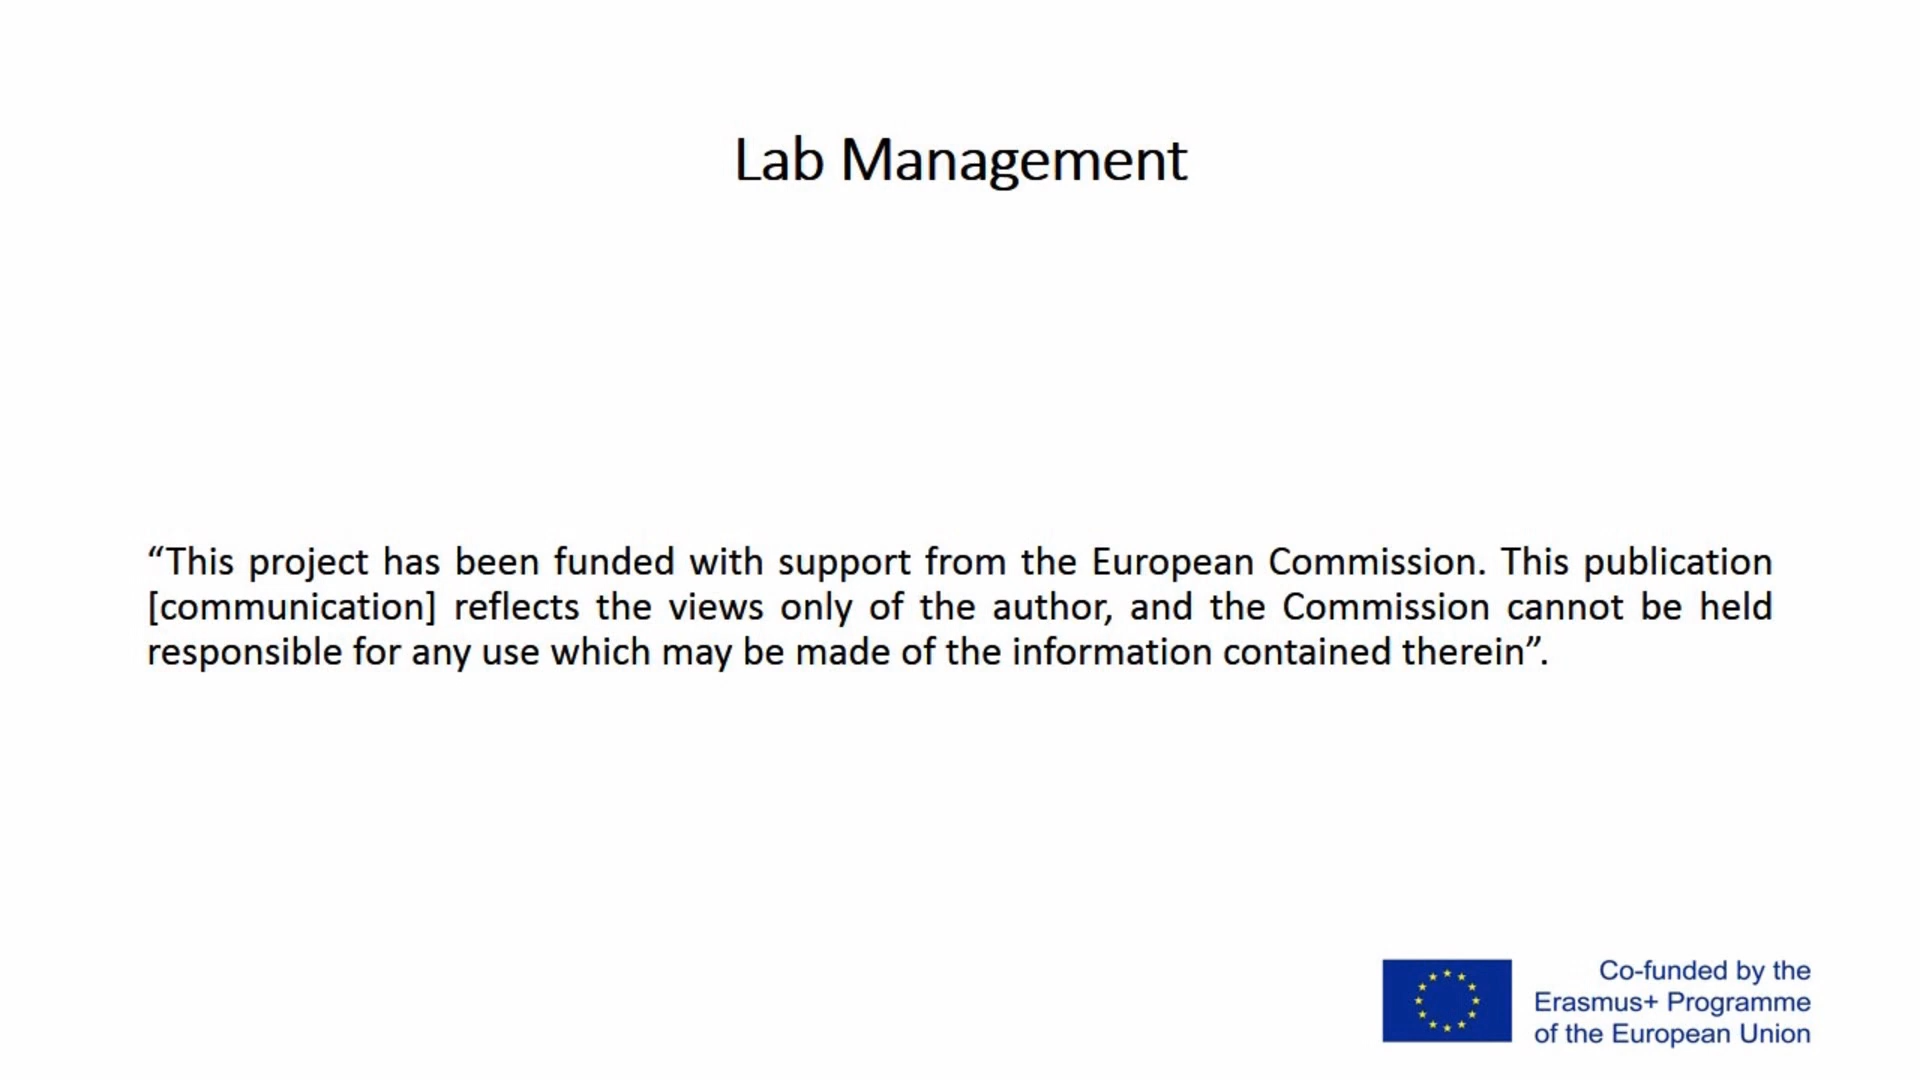 Lab Management
“This project has been funded with support from the European Commission. This publication
[communication] reflects the views only of the author, and the Commission cannot be held
responsible for any use which may be made of the information contained therein”.
Co-funded by the
Erasmus+ Programme
of the European Union